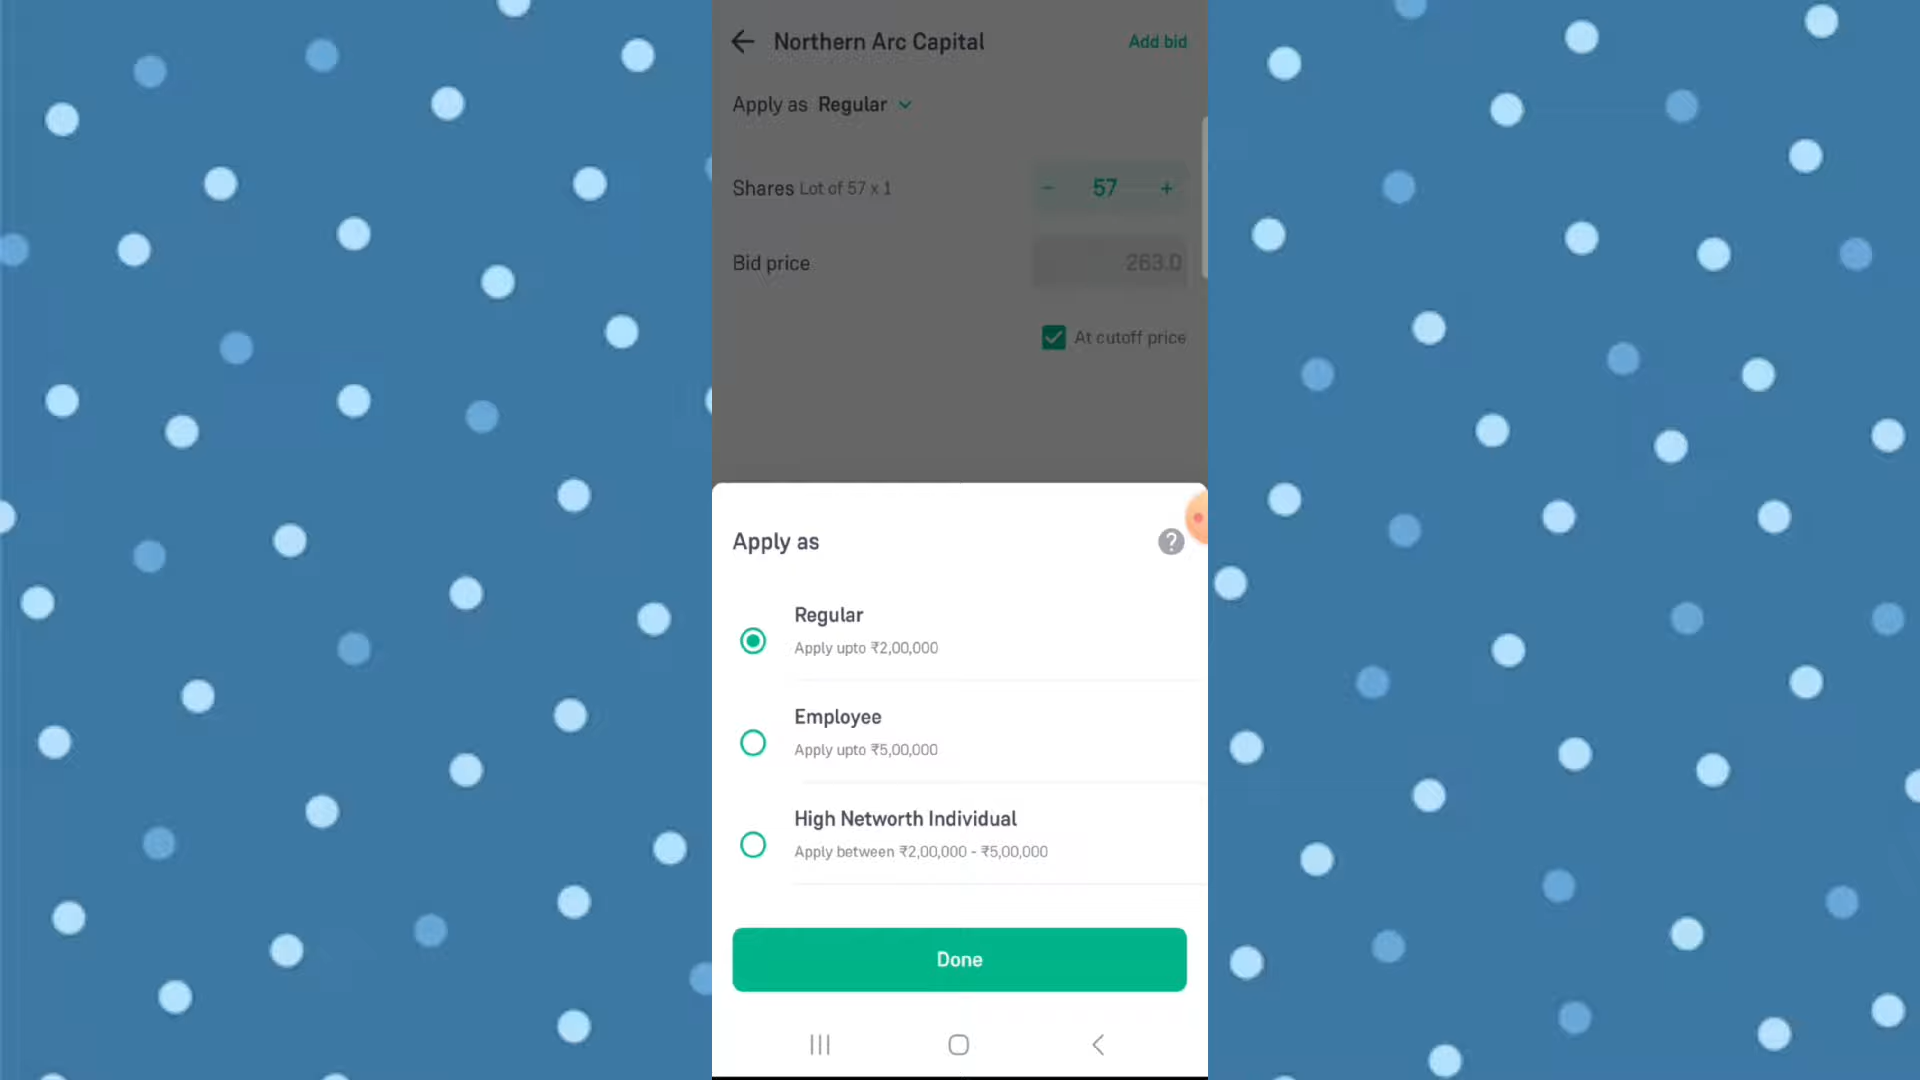 Northern Arc Capital Add bid
Apply as Regular
Shares Lot of 57 x 1 - 57 +
Bid price 263.0
At cutoff price
Apply as ?
Regular
Apply upto ₹2,00,000
Employee
Apply upto ₹5,00,000
High Networth Individual
Apply between ₹2,00,000 - ₹5,00,000
Done